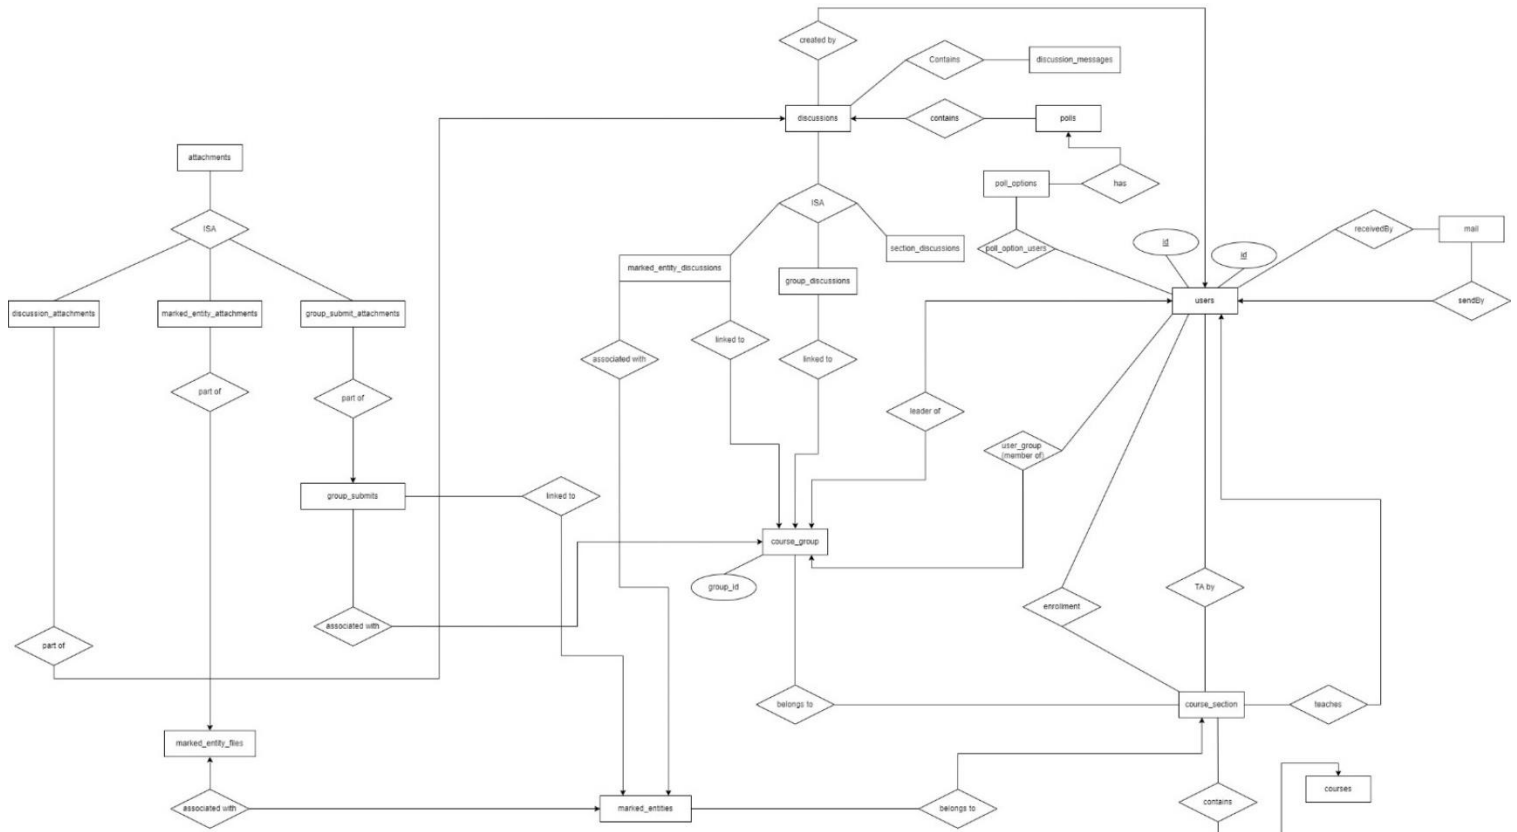 created by
Contains
discussion_messages
discussions
contains
polls
attachments
poll_options
has
ISA
ISA
receivedBy
mail
id
id
section_discussions
poll_option_users
marked_entity_discussions
group_discussions
users
sendBy
discussion_attachments
marked_entity_attachments
group_submit_attachments
linked to
associated with
linked to
part of
part of
leader of
user_group
(member of)
group_submits
linked to
course_group
group_id
TA by
enrollment
associated with
part of
belongs to
course_section
teaches
marked_entity_files
courses
contains
associated with
marked_entities
belongs to